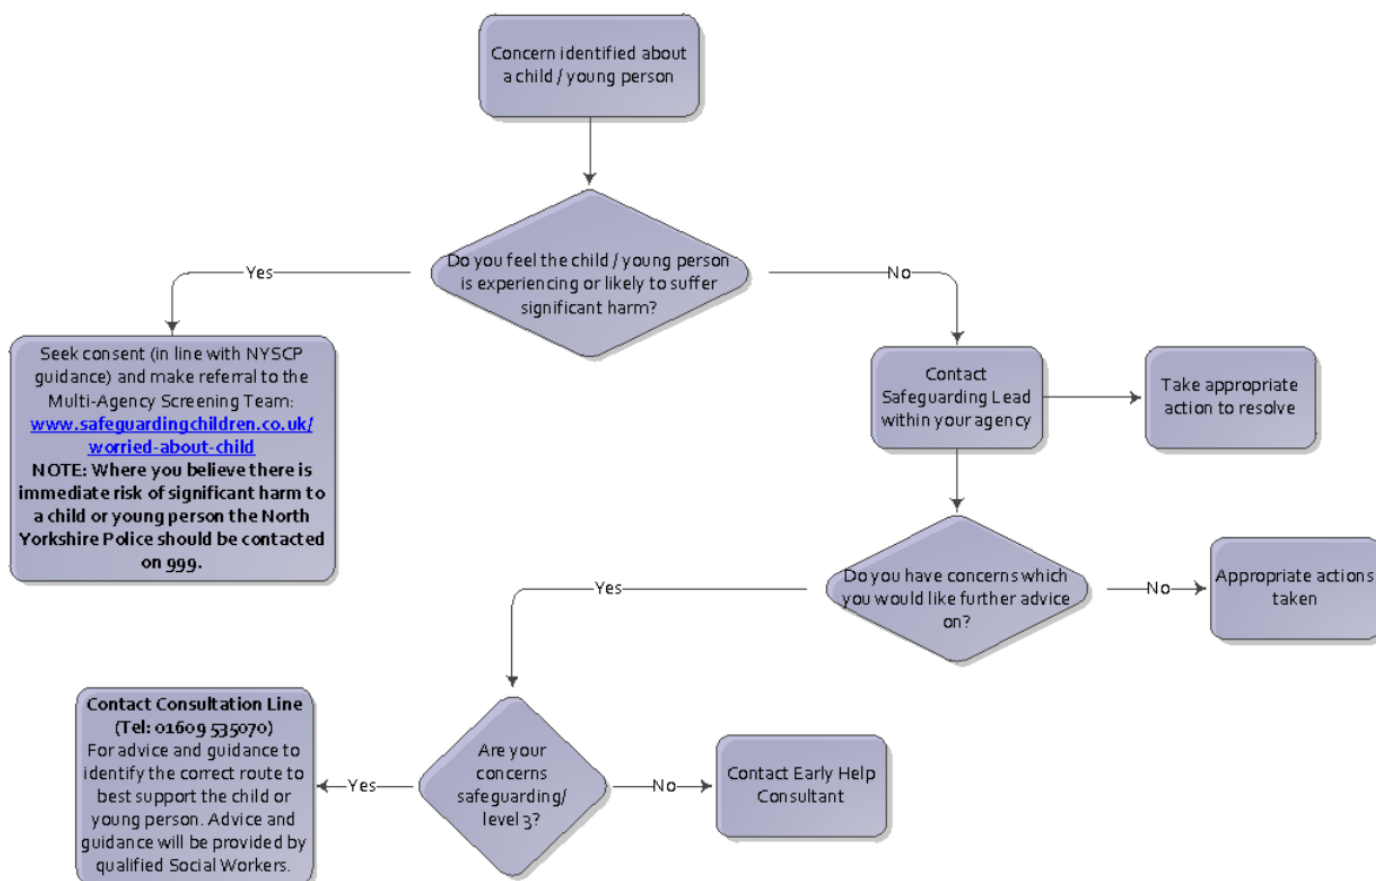 Concern identified about
a child / young person
Do you feel the child / young person
is experiencing or likely to suffer
significant harm?
Yes
No
Seek consent (in line with NYSCP
guidance) and make referral to the
Multi-Agency Screening Team:
www.safeguardingchildren.co.uk/
worried-about-child
NOTE: Where you believe there is
immediate risk of significant harm to
a child or young person the North
Yorkshire Police should be contacted
on 999.
Contact
Safeguarding Lead
within your agency
Take appropriate
action to resolve
Do you have concerns which
you would like further advice
on?
Yes
No
Appropriate actions
taken
Are your
concerns
safeguarding/
level 3?
Yes
No
Contact Consultation Line
(Tel: 01609 535070)
For advice and guidance to
identify the correct route to
best support the child or
young person. Advice and
guidance will be provided by
qualified Social Workers.
Contact Early Help
Consultant